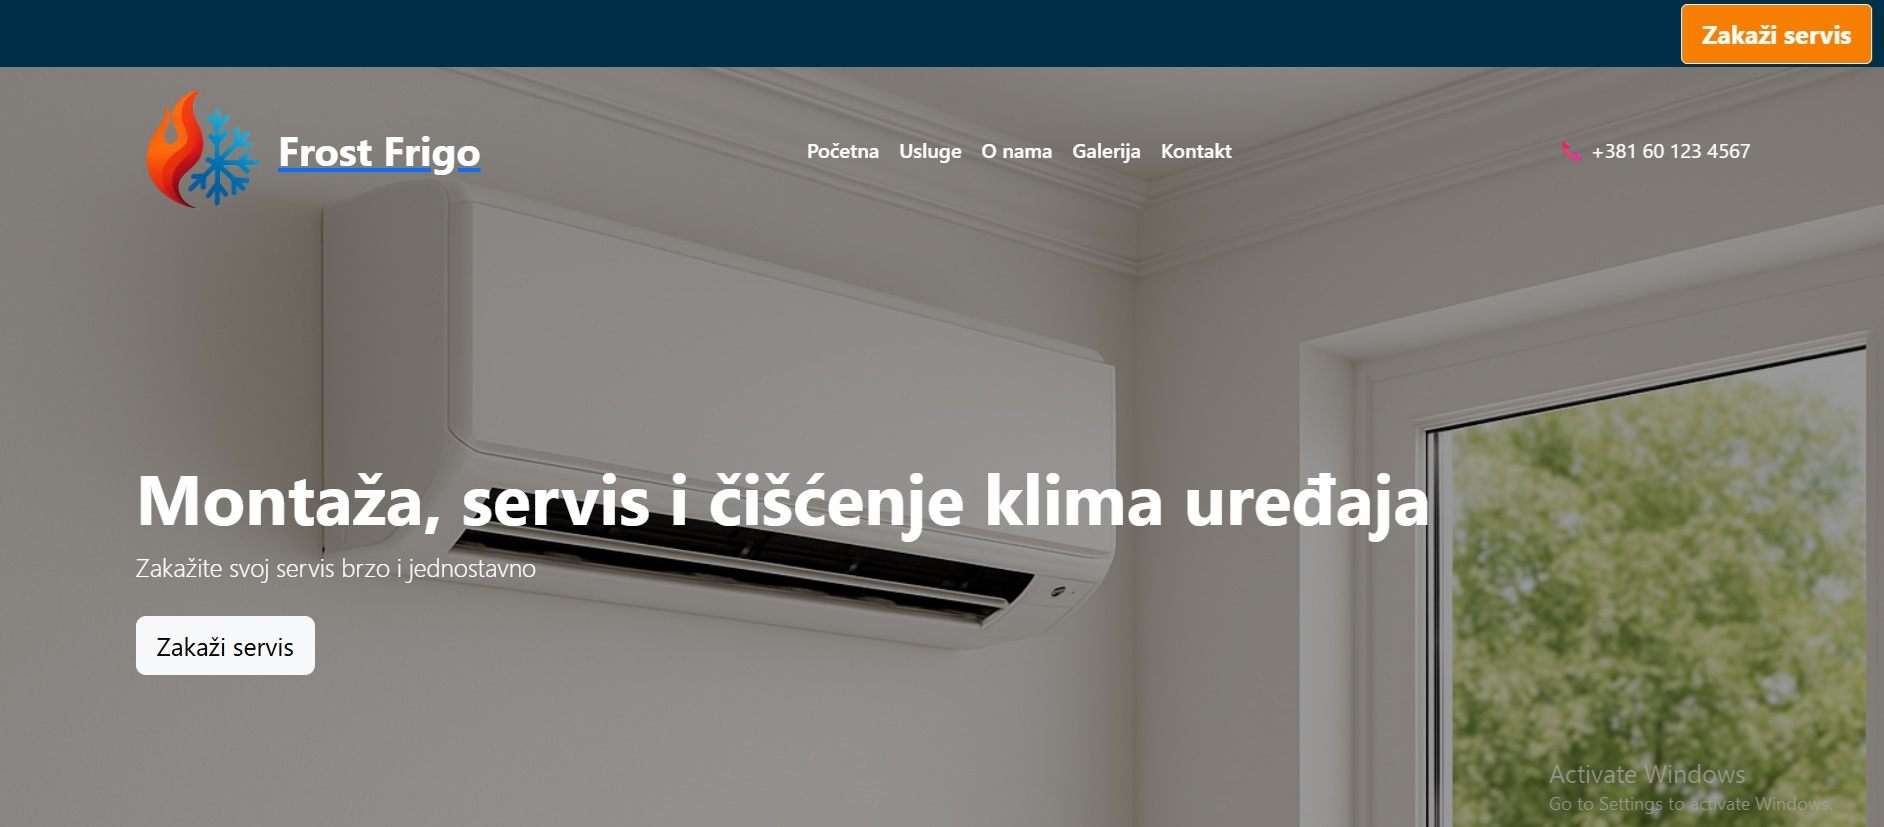 Zakaži servis
Frost Frigo
Početna Usluge O nama Galerija Kontakt
+381 60 123 4567
Montaža, servis i čišćenje klima uređaja
Zakažite svoj servis brzo i jednostavno
Zakaži servis
Activate Windows
Go to Settings to activate Windows.